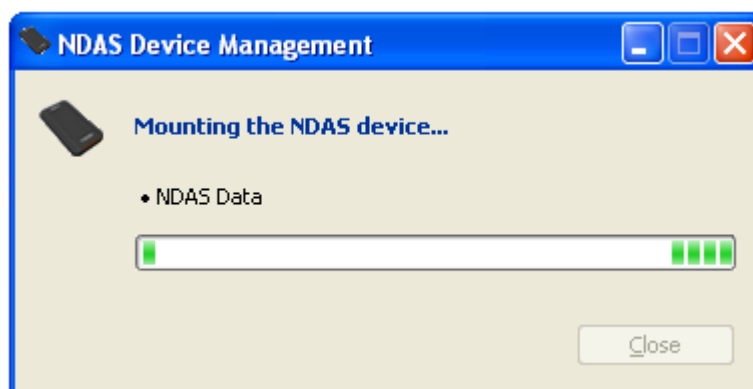 NDAS Device Management
Mounting the NDAS device...
• NDAS Data
Close